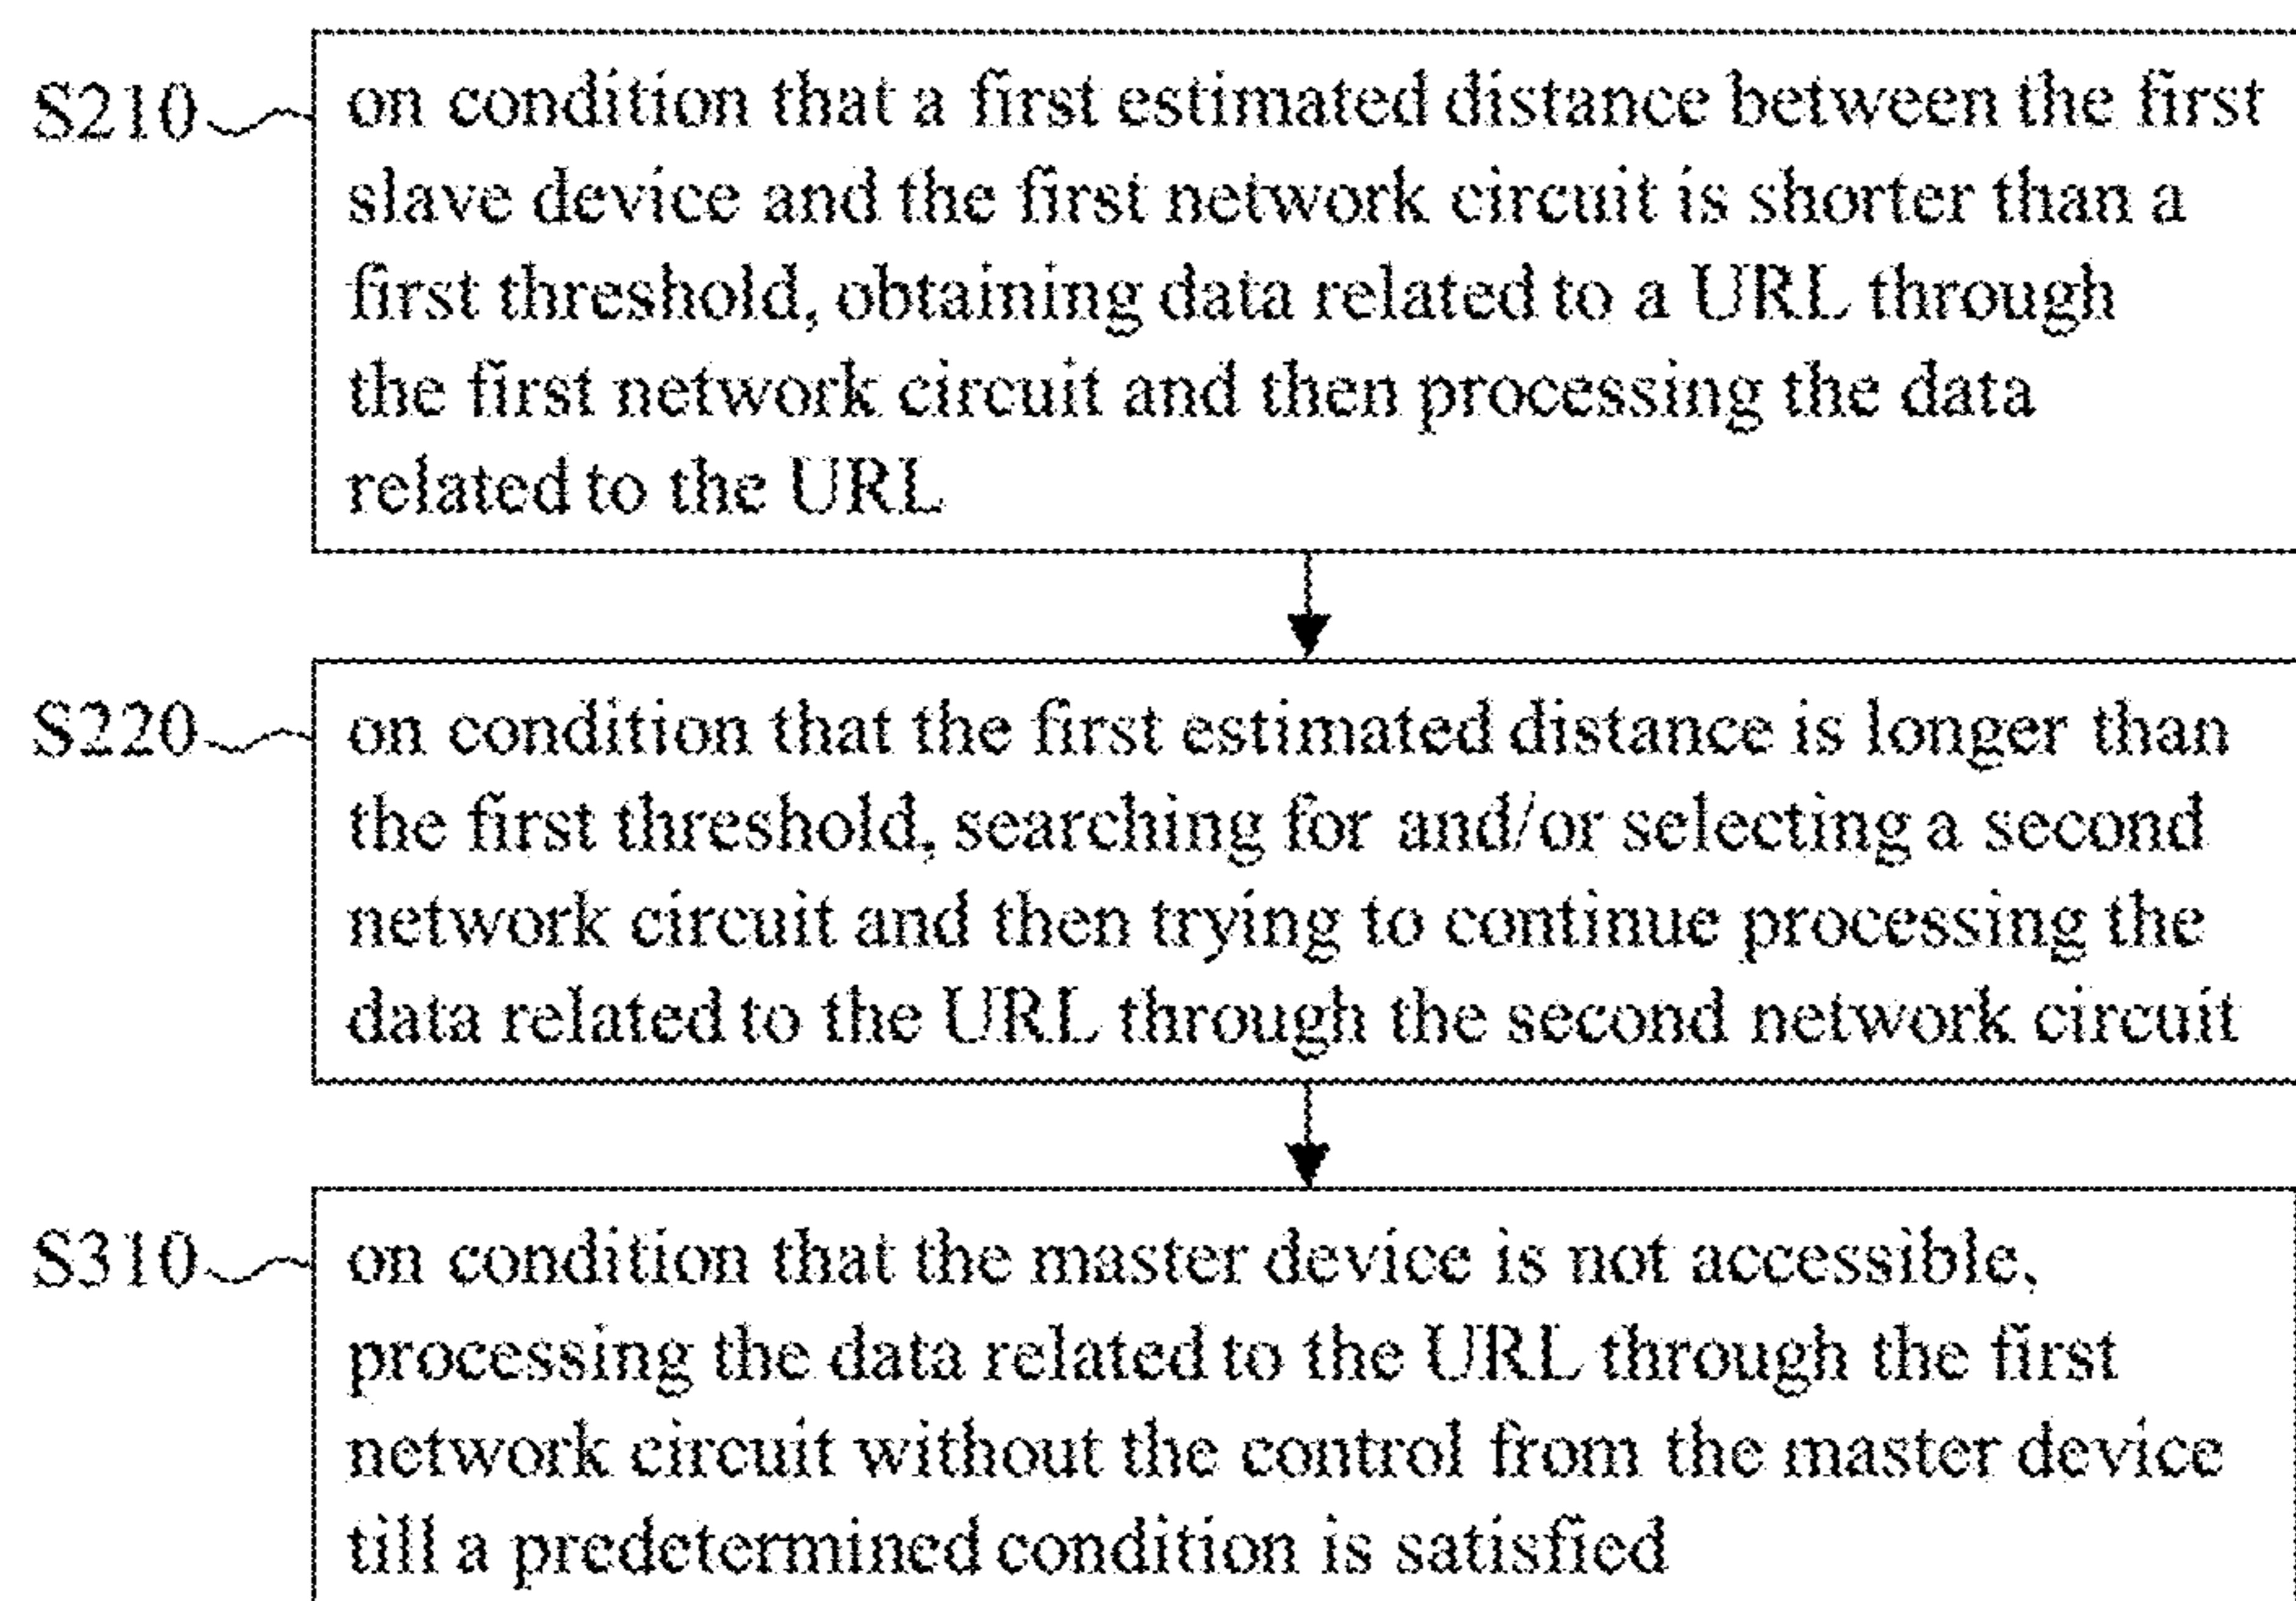 S210 on condition that a first estimated distance between the first
slave device and the first network circuit is shorter than a
first threshold, obtaining data related to a URL through
the first network circuit and then processing the data
related to the URL
S220 on condition that the first estimated distance is longer than
the first threshold, searching for and/or selecting a second
network circuit and then trying to continue processing the
data related to the URL through the second network circuit
S310 on condition that the master device is not accessible,
processing the data related to the URL through the first
network circuit without the control from the master device
till a predetermined condition is satisfied